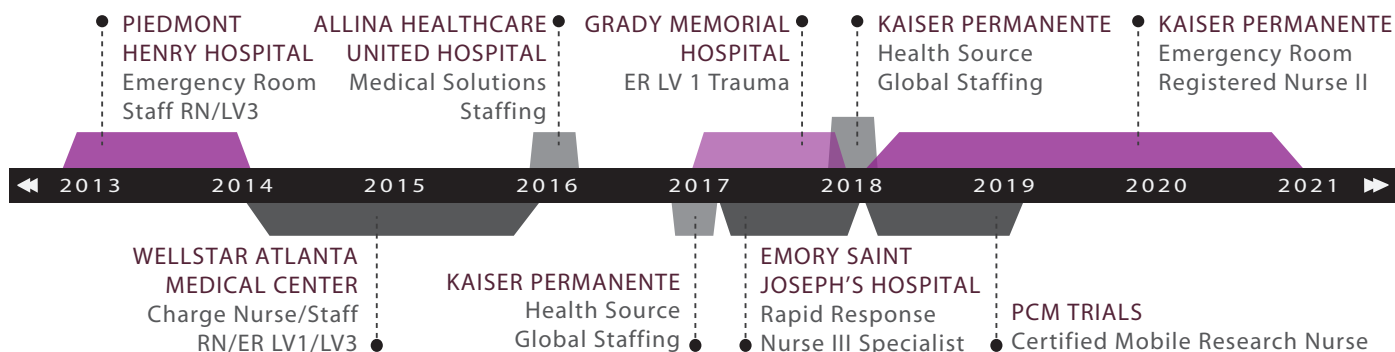 PIEDMONT
HENRY HOSPITAL
Emergency Room
Staff RN/LV3
ALLINA HEALTHCARE
UNITED HOSPITAL
Medical Solutions
Staffing
GRADY MEMORIAL
HOSPITAL
ER LV 1 Trauma
KAISER PERMANENTE
Health Source
Global Staffing
KAISER PERMANENTE
Emergency Room
Registered Nurse II
2013 2014 2015 2016 2017 2018 2019 2020 2021
WELLSTAR ATLANTA
MEDICAL CENTER
Charge Nurse/Staff
RN/ER LV1/LV3
KAISER PERMANENTE
Health Source
Global Staffing
EMORY SAINT
JOSEPH'S HOSPITAL
Rapid Response
Nurse III Specialist
PCM TRIALS
Certified Mobile Research Nurse